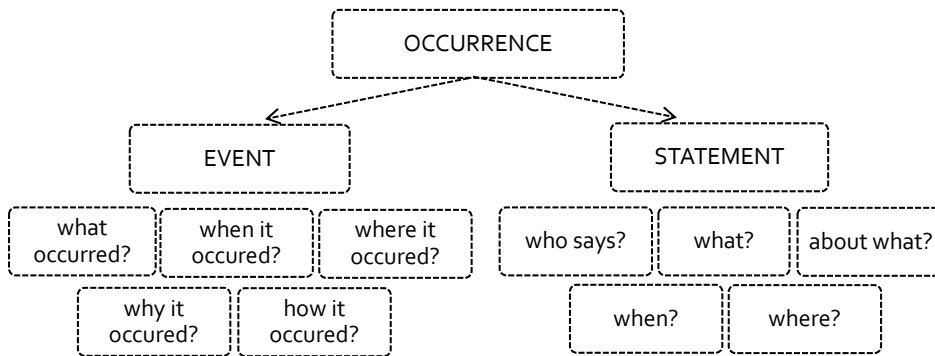 OCCURRENCE
EVENT
STATEMENT
what
occurred?
when it
occured?
where it
occured?
why it
occured?
how it
occured?
who says?
what?
about what?
when?
where?